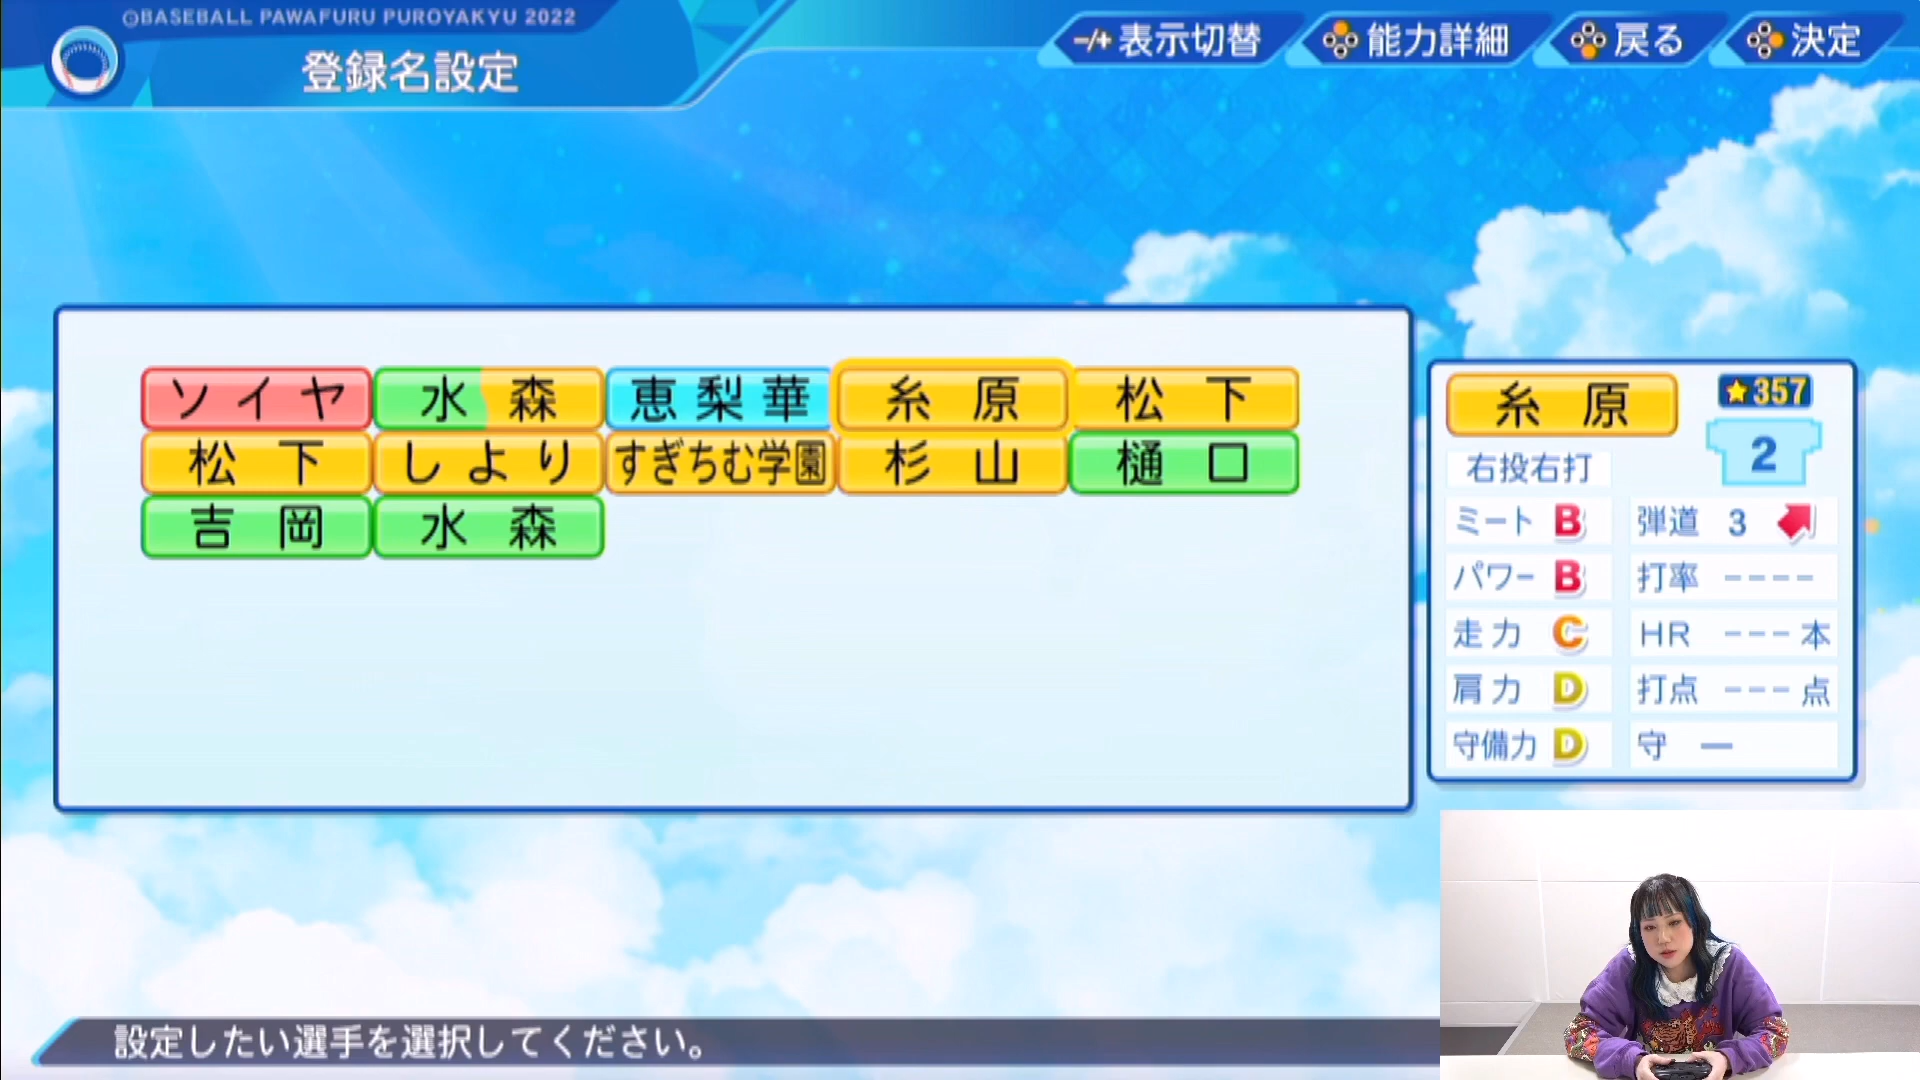 ©BASEBALL PAWAFURU PUROYAKYU 2022
登録名設定
-/+ 表示切替 能力詳細 戻る 決定
ソイヤ 水森 恵梨華 糸原 松下
松下 しより すぎちむ学園 杉山 樋口
吉岡 水森
糸原 ★357
2
右投右打
ミート B 弾道 3
パワー B 打率 ----
走力 C HR ---本
肩力 D 打点 ---点
守備力 D 守 ―
設定したい選手を選択してください。